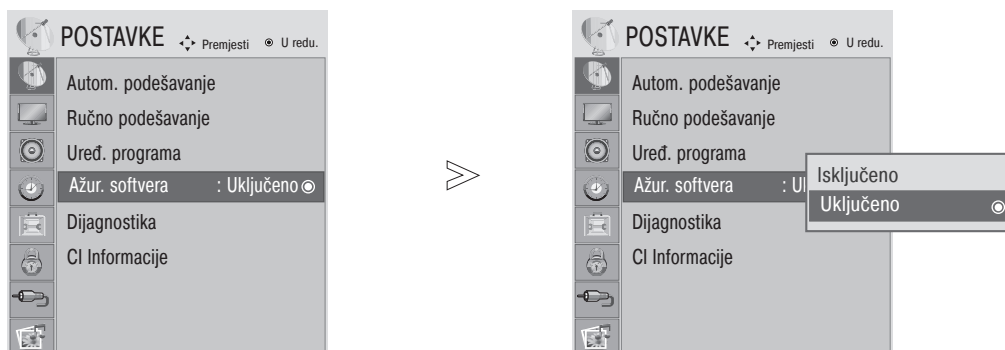 POSTAVKE Premjesti U redu.
Autom. podešavanje
Ručno podešavanje
Uređ. programa
Ažur. softvera : Uključeno
Dijagnostika
CI Informacije
POSTAVKE Premjesti U redu.
Autom. podešavanje
Ručno podešavanje
Uređ. programa
Ažur. softvera : Ul
Dijagnostika
CI Informacije
Isključeno
Uključeno